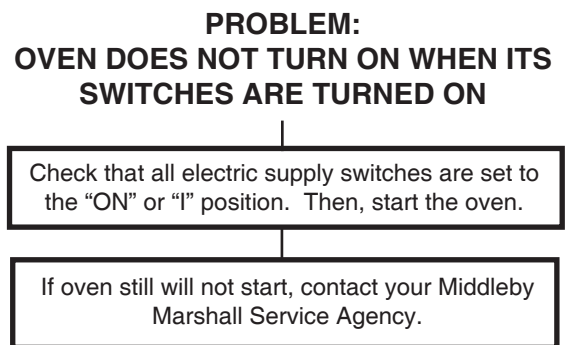 PROBLEM:
OVEN DOES NOT TURN ON WHEN ITS
SWITCHES ARE TURNED ON
Check that all electric supply switches are set to
the “ON” or “I” position.  Then, start the oven.
If oven still will not start, contact your Middleby
Marshall Service Agency.